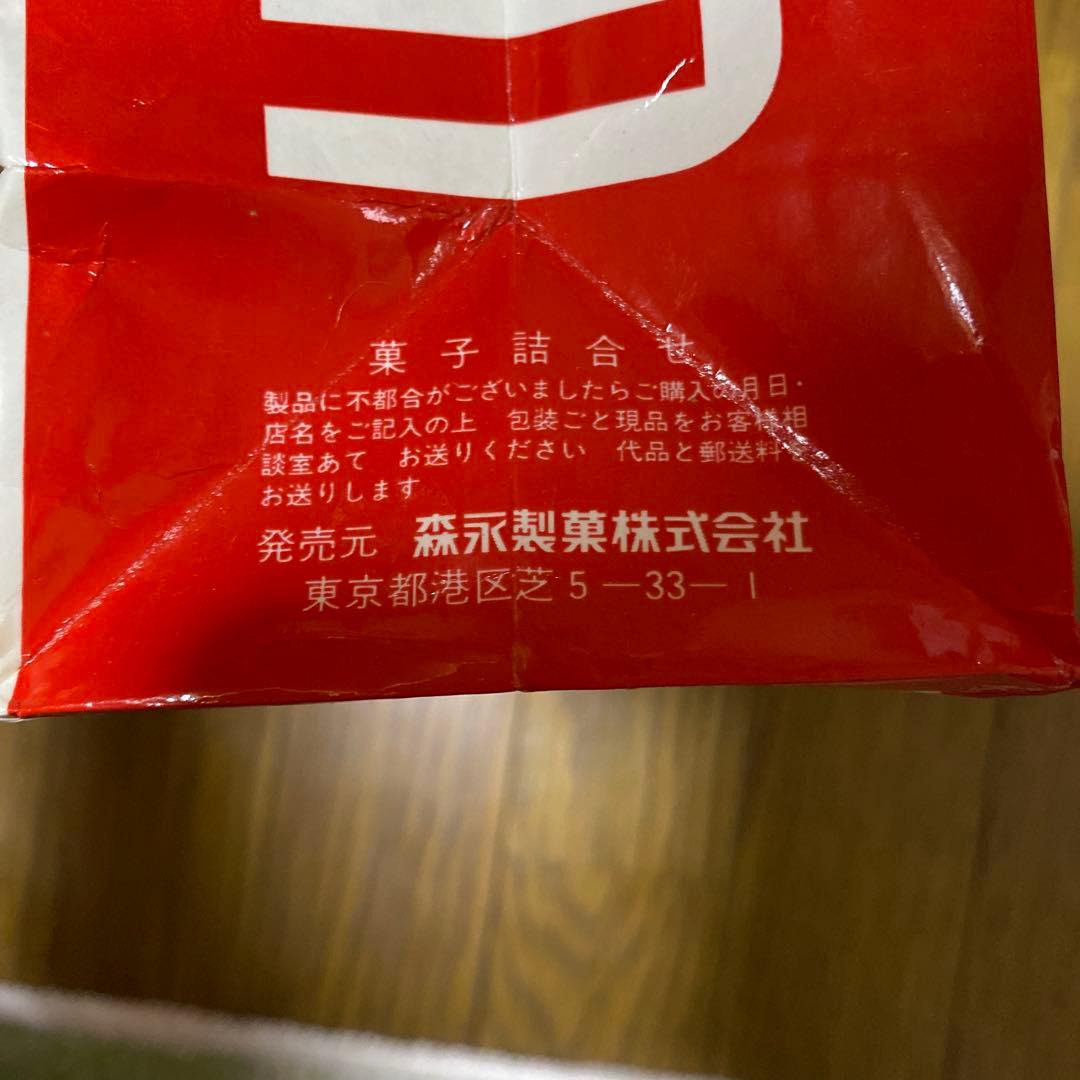 菓子詰合せ
製品に不都合がございましたらご購入の月日・
店名をご記入の上 包装ごと現品をお客様相
談室あて お送りください 代品と郵送料を
お送りします
発売元 森永製菓株式会社
東京都港区芝5-33-1